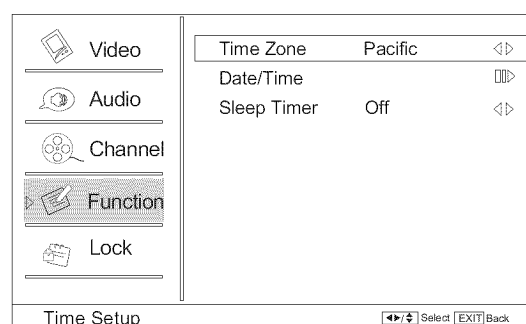 Video
Audio
Channel
Function
Lock
Time Zone Pacific
Date/Time
Sleep Timer Off
Time Setup
Select EXIT Back